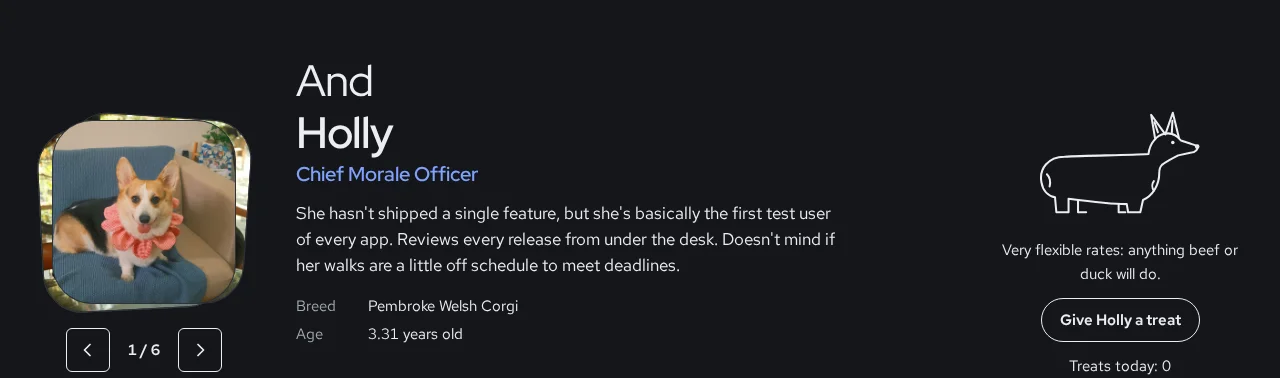 And
Holly
Chief Morale Officer
She hasn't shipped a single feature, but she's basically the first test user
of every app. Reviews every release from under the desk. Doesn't mind if
her walks are a little off schedule to meet deadlines.
Breed Pembroke Welsh Corgi
Age 3.31 years old
1 / 6
Very flexible rates: anything beef or
duck will do.
Give Holly a treat
Treats today: 0